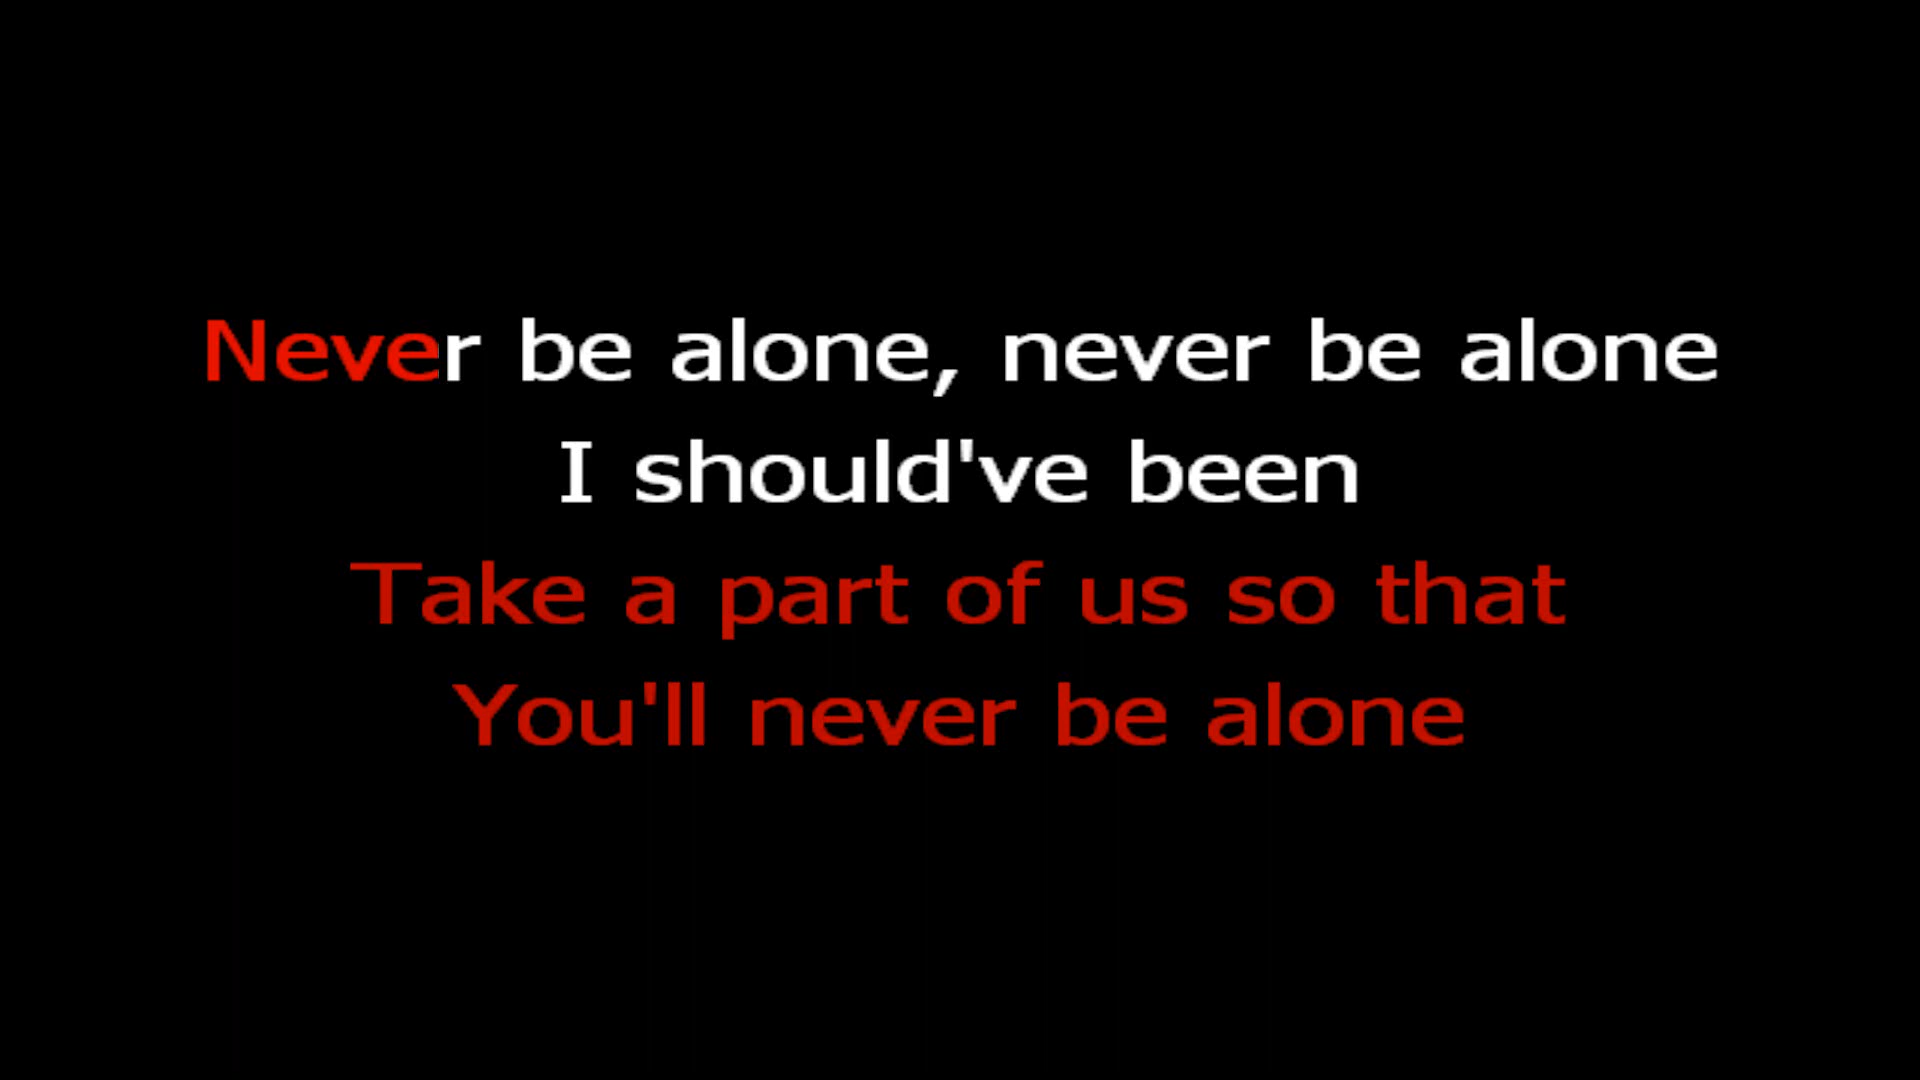 Never be alone, never be alone
I should've been
Take a part of us so that
You'll never be alone